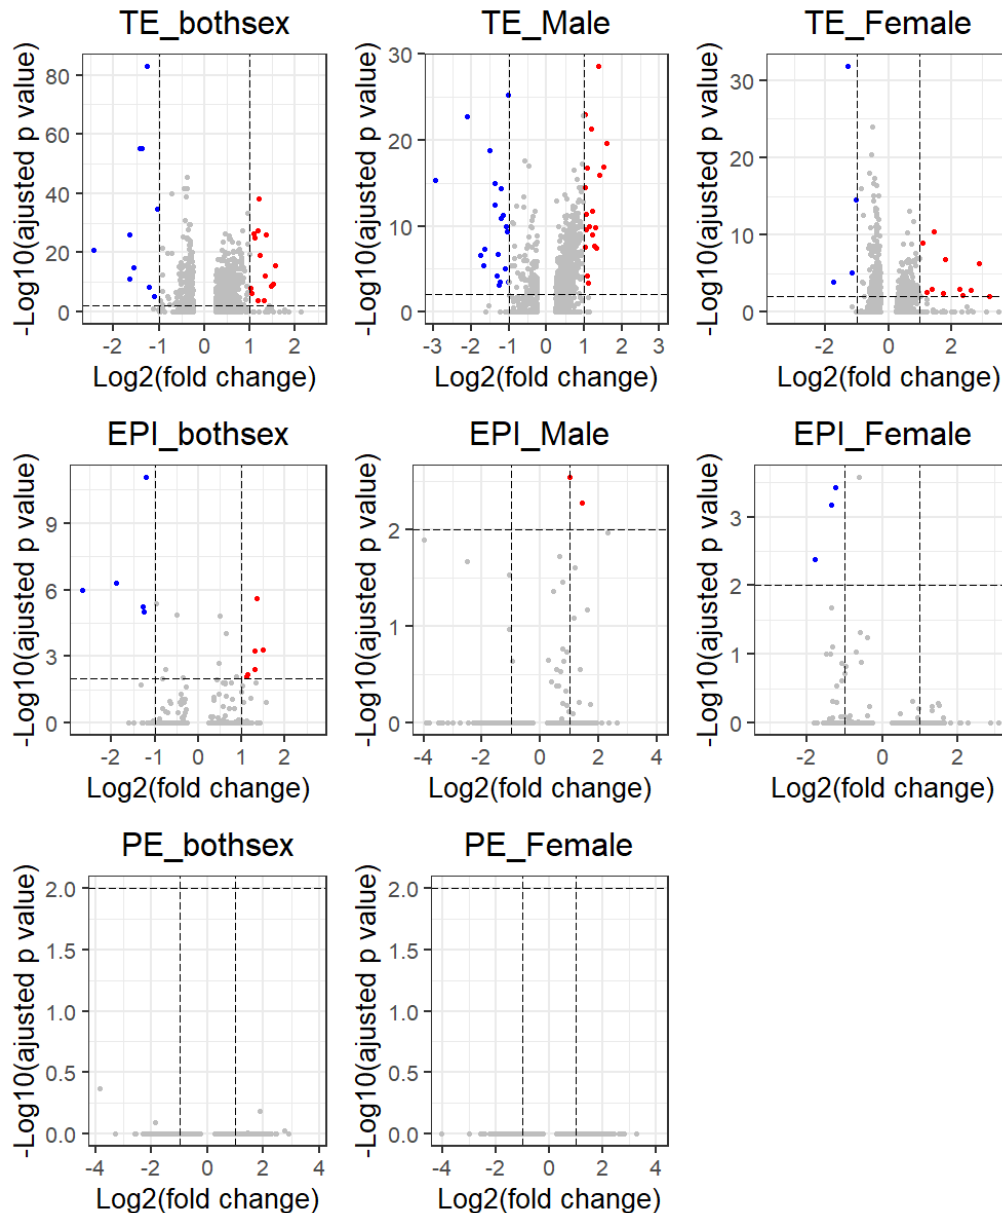 TE_bothsex
TE_Male
TE_Female
-Log10(ajusted p value)
80
60
40
20
0
-2 -1 0 1 2
Log2(fold change)
-Log10(ajusted p value)
30
20
10
0
-3 -2 -1 0 1 2 3
Log2(fold change)
-Log10(ajusted p value)
30
20
10
0
-2 0 2
Log2(fold change)
EPI_bothsex
EPI_Male
EPI_Female
-Log10(ajusted p value)
9
6
3
0
-2 -1 0 1 2
Log2(fold change)
-Log10(ajusted p value)
2
1
0
-4 -2 0 2 4
Log2(fold change)
-Log10(ajusted p value)
3
2
1
0
-2 0 2
Log2(fold change)
PE_bothsex
PE_Female
-Log10(ajusted p value)
2.0
1.5
1.0
0.5
0.0
-4 -2 0 2 4
Log2(fold change)
-Log10(ajusted p value)
2.0
1.5
1.0
0.5
0.0
-4 -2 0 2 4
Log2(fold change)